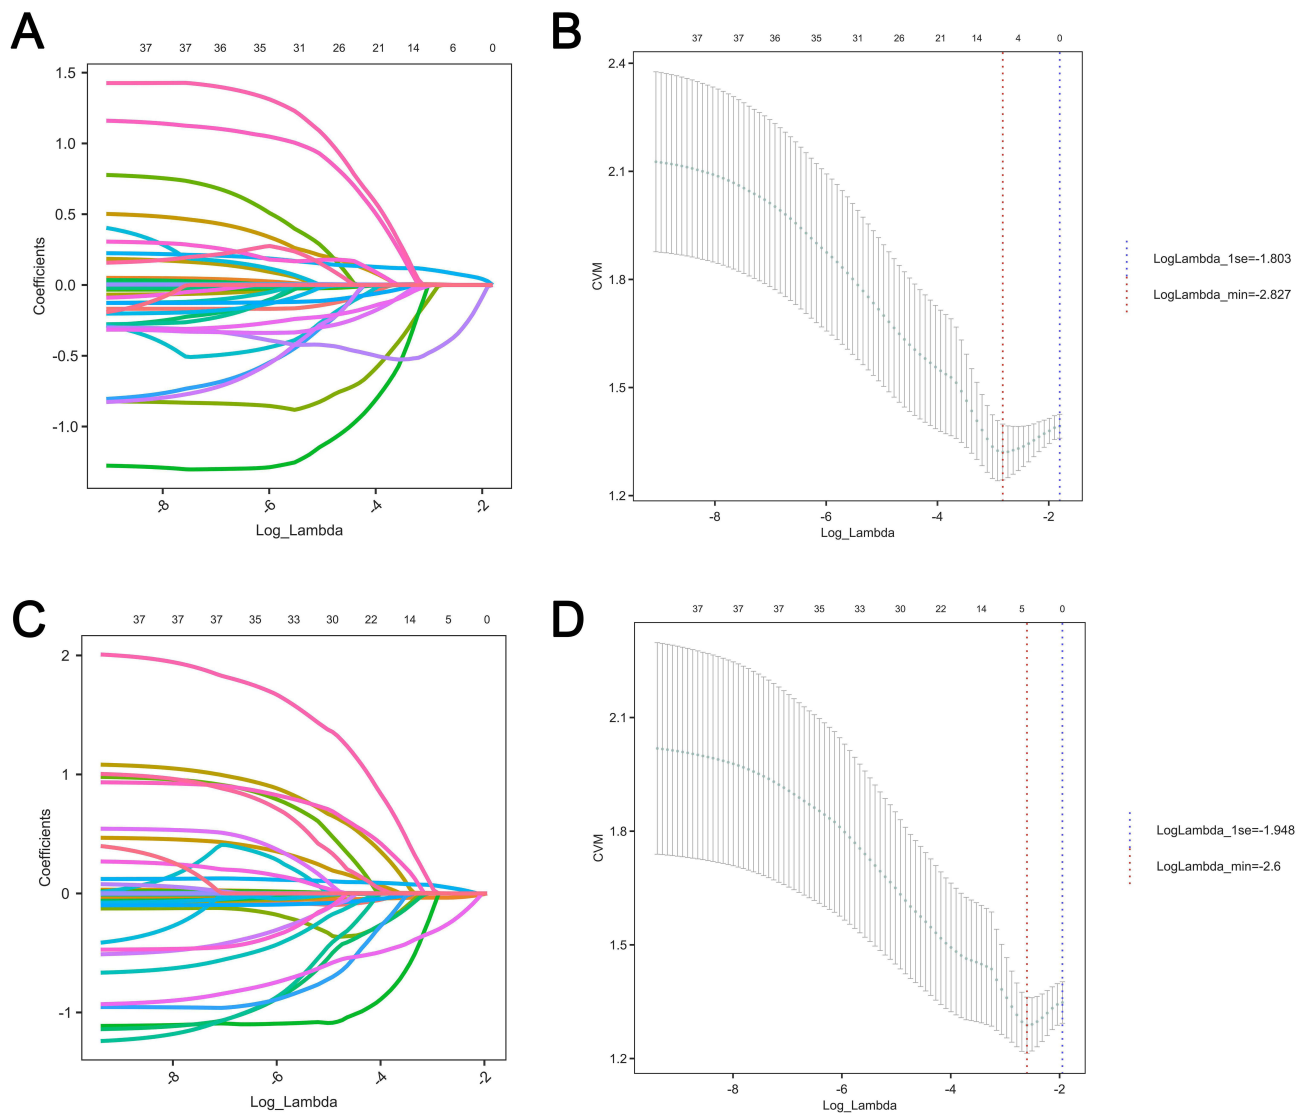 A
37 37 36 35 31 26 21 14 6 0
1.5
1.0
0.5
0.0
-0.5
-1.0
Coefficients
-8 -6 -4 -2
Log_Lambda
B
37 37 36 35 31 26 21 14 4 0
2.4
2.1
1.8
1.5
1.2
CVM
-8 -6 -4 -2
Log_Lambda
LogLambda_1se=-1.803
LogLambda_min=-2.827
C
37 37 37 35 33 30 22 14 5 0
2
1
0
-1
Coefficients
-8 -6 -4 -2
Log_Lambda
D
37 37 37 35 33 30 22 14 5 0
2.1
1.8
1.5
1.2
CVM
-8 -6 -4 -2
Log_Lambda
LogLambda_1se=-1.948
LogLambda_min=-2.6